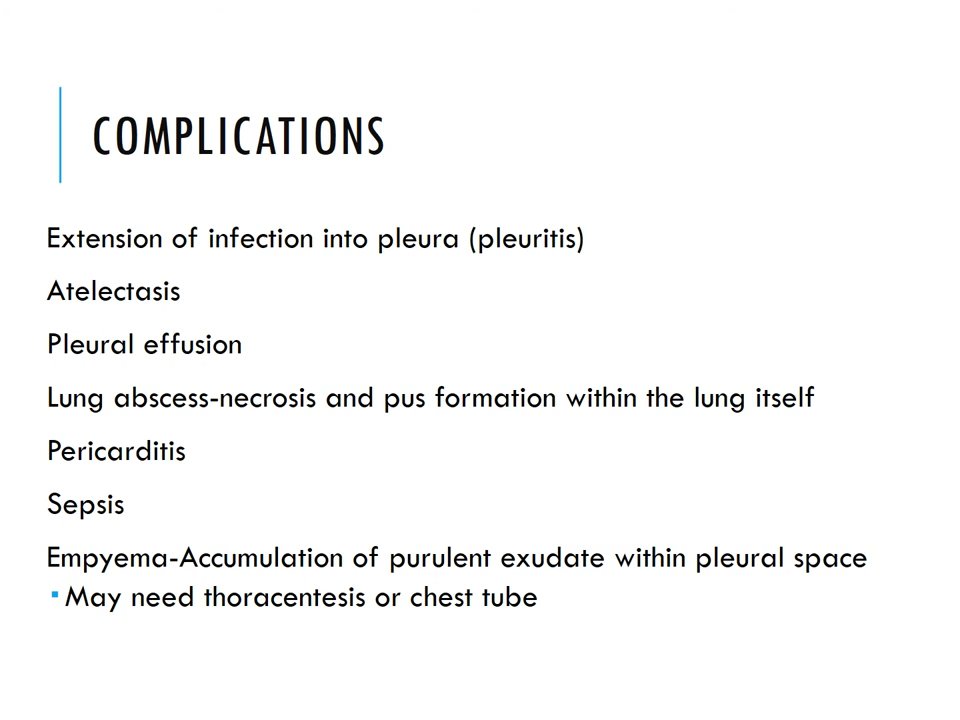 COMPLICATIONS
Extension of infection into pleura (pleuritis)
Atelectasis
Pleural effusion
Lung abscess-necrosis and pus formation within the lung itself
Pericarditis
Sepsis
Empyema-Accumulation of purulent exudate within pleural space
▪ May need thoracentesis or chest tube